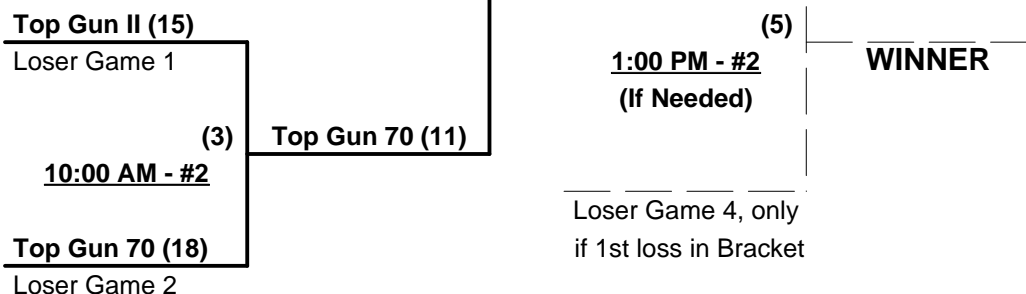 Top Gun II (15)
Loser Game 1
(3)
Top Gun 70 (11)
10:00 AM - #2
Top Gun 70 (18)
Loser Game 2
(5)
1:00 PM - #2
(If Needed)
WINNER
Loser Game 4, only
if 1st loss in Bracket